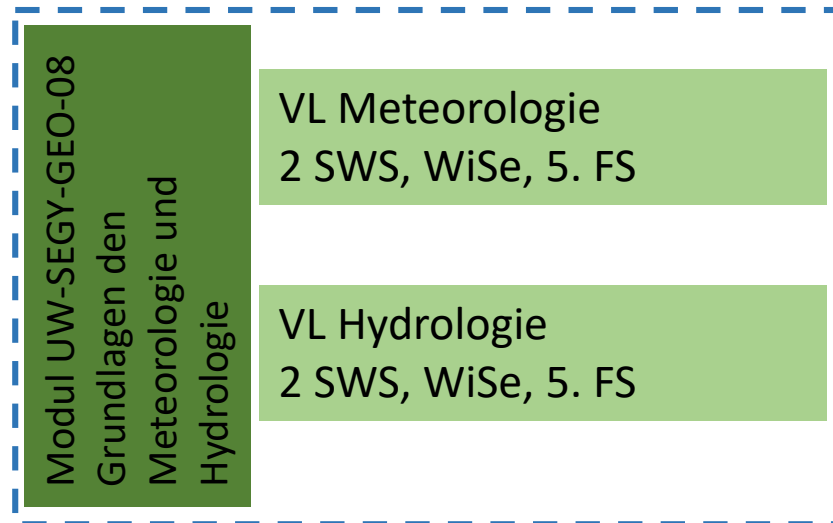 Modul UW-SEGY-GEO-08
Grundlagen den
Meteorologie und
Hydrologie
VL Meteorologie
2 SWS, WiSe, 5. FS
VL Hydrologie
2 SWS, WiSe, 5. FS